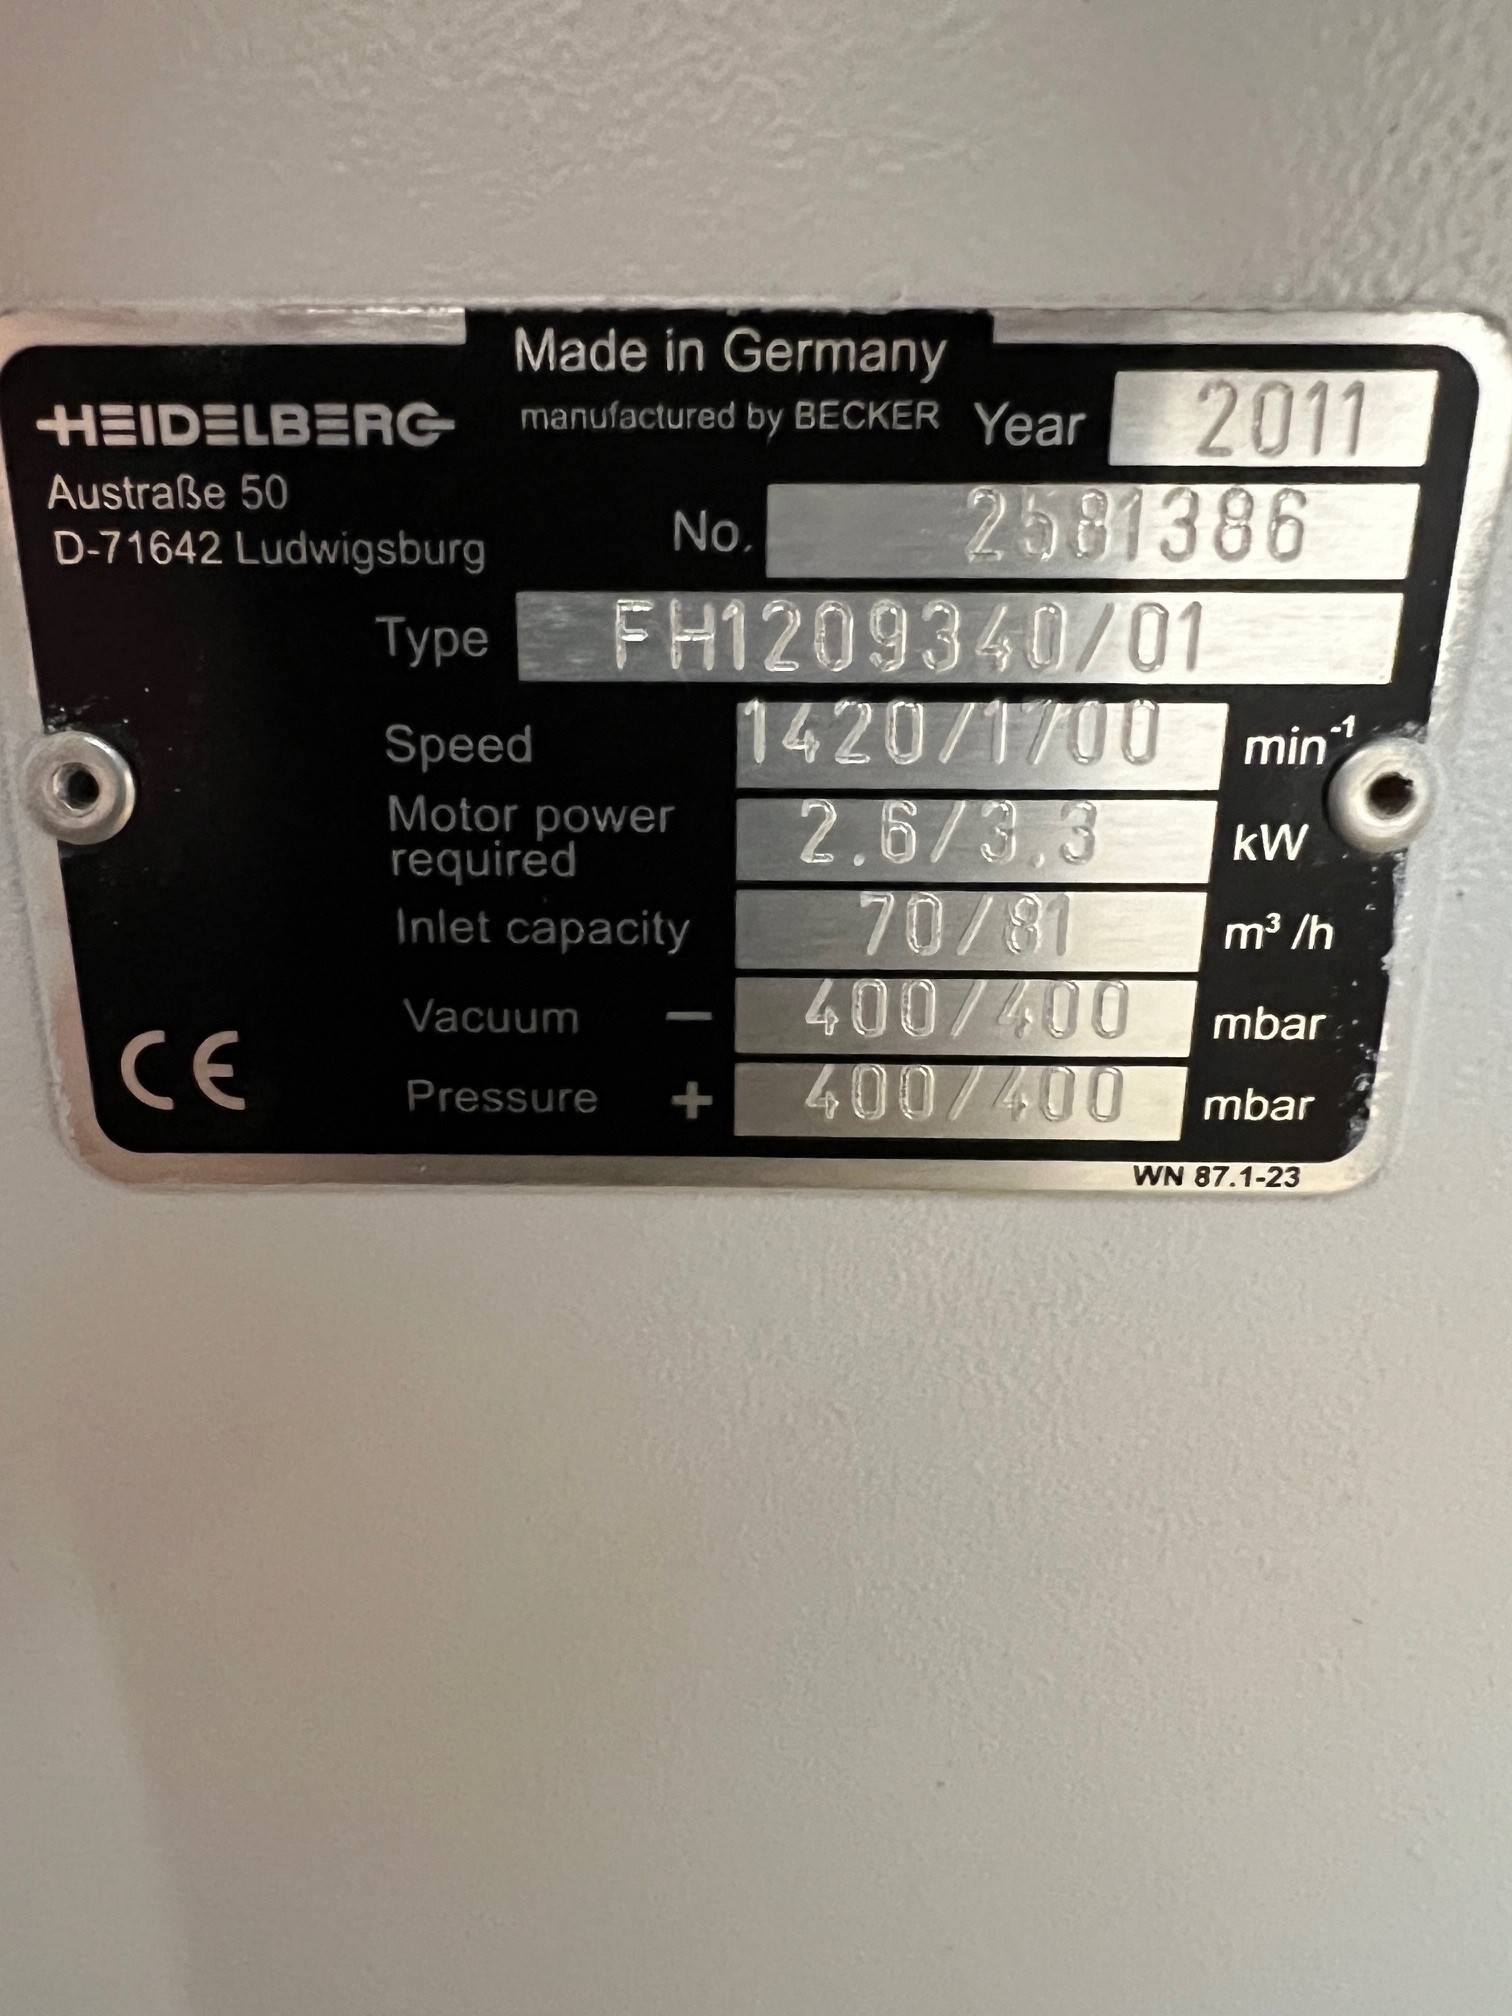 Made in Germany
HEIDELBERG manufactured by BECKER Year 2011
Austraße 50
D-71642 Ludwigsburg
No. 2581386
Type FH1209340/01
Speed 1420/1700 min⁻¹
Motor power
required 2.6/3.3 kW
Inlet capacity 70/81 m³ /h
Vacuum – 400/400 mbar
Pressure + 400/400 mbar
CE
WN 87.1-23